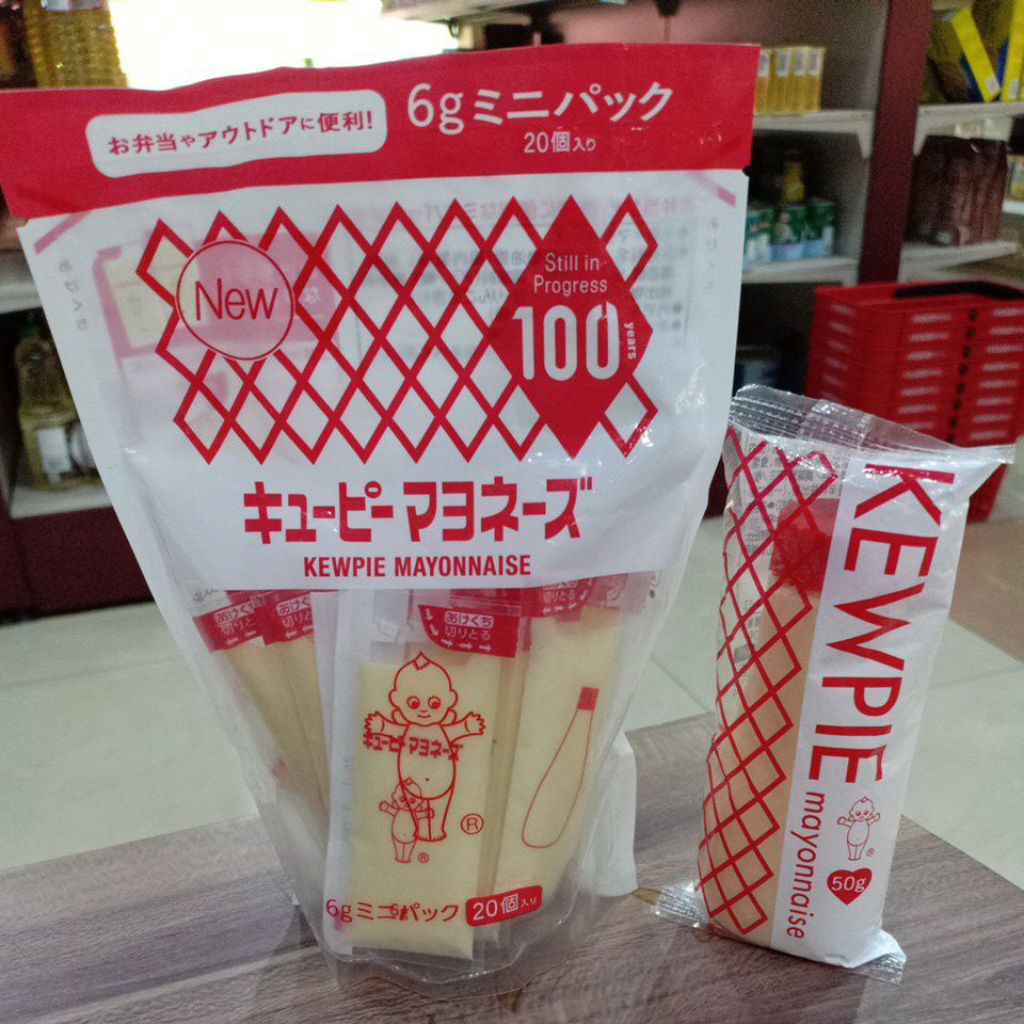 お弁当やアウトドアに便利!
6gミニパック
20個入り
New
Still in
Progress
100
years
キューピー マヨネーズ
KEWPIE MAYONNAISE
あけくち
切りとる
キューピー マヨネーズ
®
®
6gミニパック 20個入り
KEWPIE
mayonnaise
®
50g